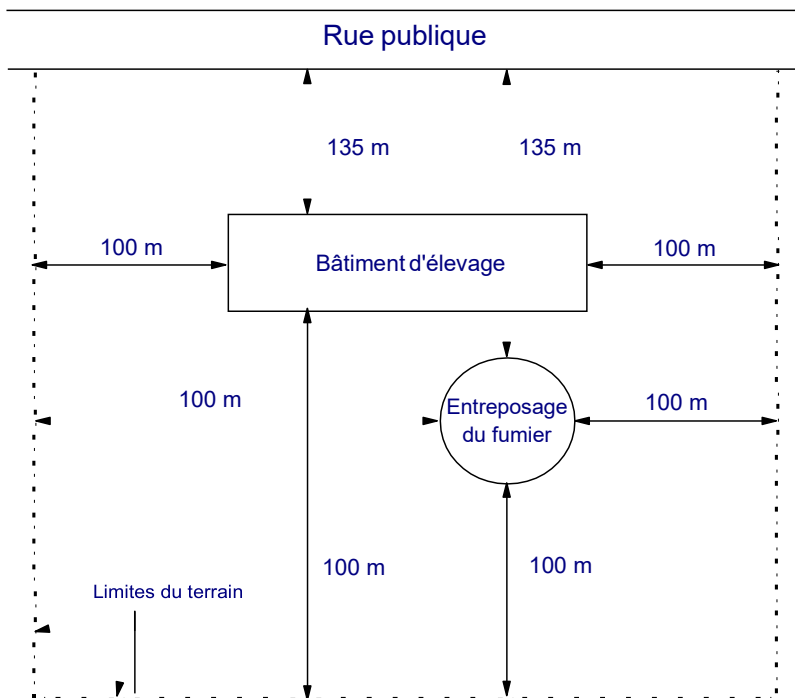 Rue publique
135 m
135 m
100 m
Bâtiment d'élevage
100 m
100 m
Entreposage
du fumier
100 m
100 m
100 m
Limites du terrain